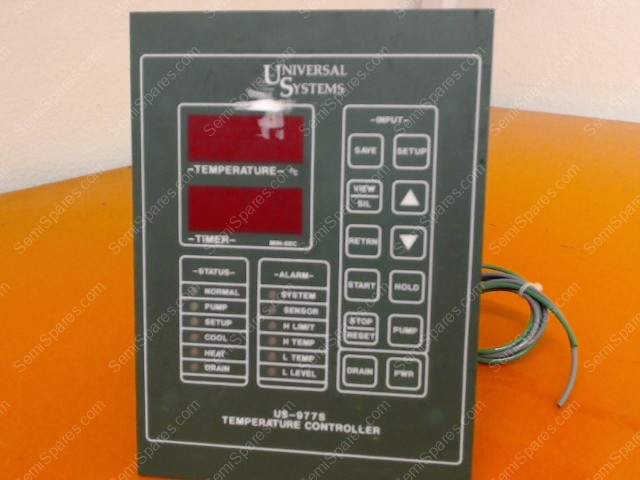 UNIVERSAL
SYSTEMS
-INPUT-
SAVE
SETUP
-TEMPERATURE- °c
VIEW
SIL
RETRN
-TIMER- MIN:SEC
START
HOLD
STOP
RESET
PUMP
DRAIN
PWR
-STATUS-
NORMAL
PUMP
SETUP
COOL
HEAT
DRAIN
-ALARM-
SYSTEM
SENSOR
H LIMIT
H TEMP
L TEMP
L LEVEL
US-977S
TEMPERATURE CONTROLLER
SemiSpares.com